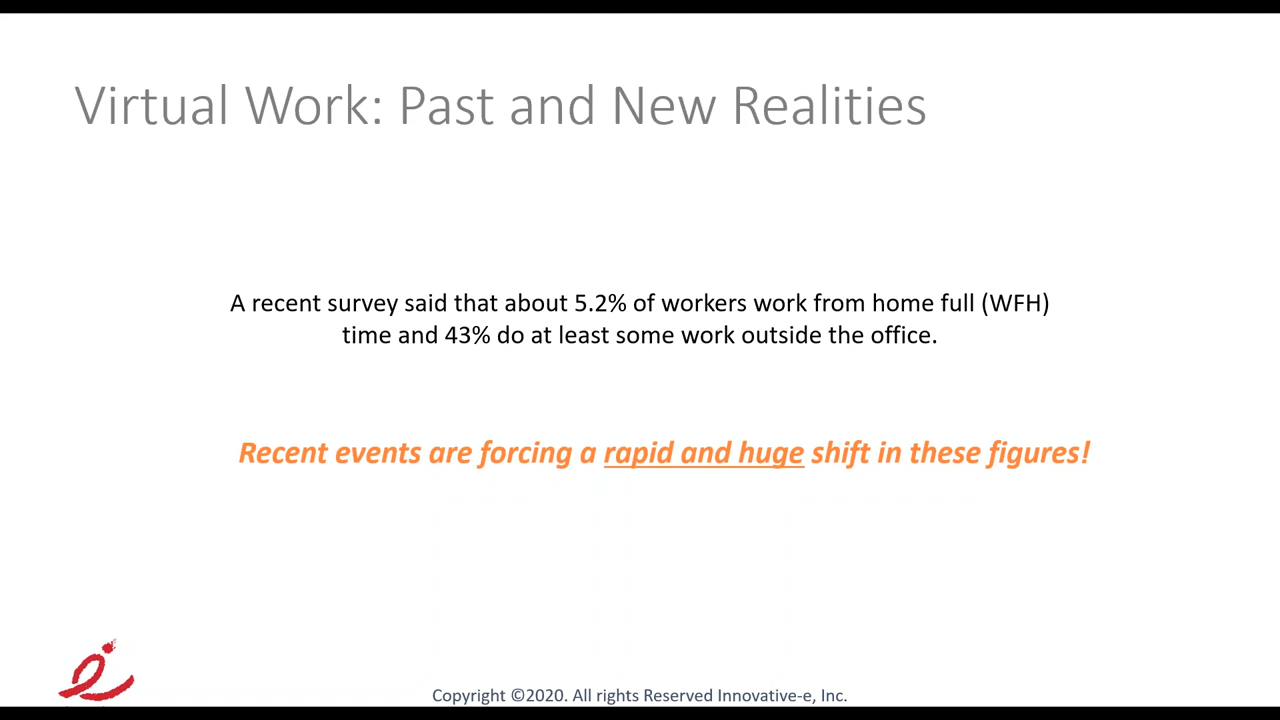 Virtual Work: Past and New Realities
A recent survey said that about 5.2% of workers work from home full (WFH)
time and 43% do at least some work outside the office.
Recent events are forcing a rapid and huge shift in these figures!
Copyright ©2020. All rights Reserved Innovative-e, Inc.